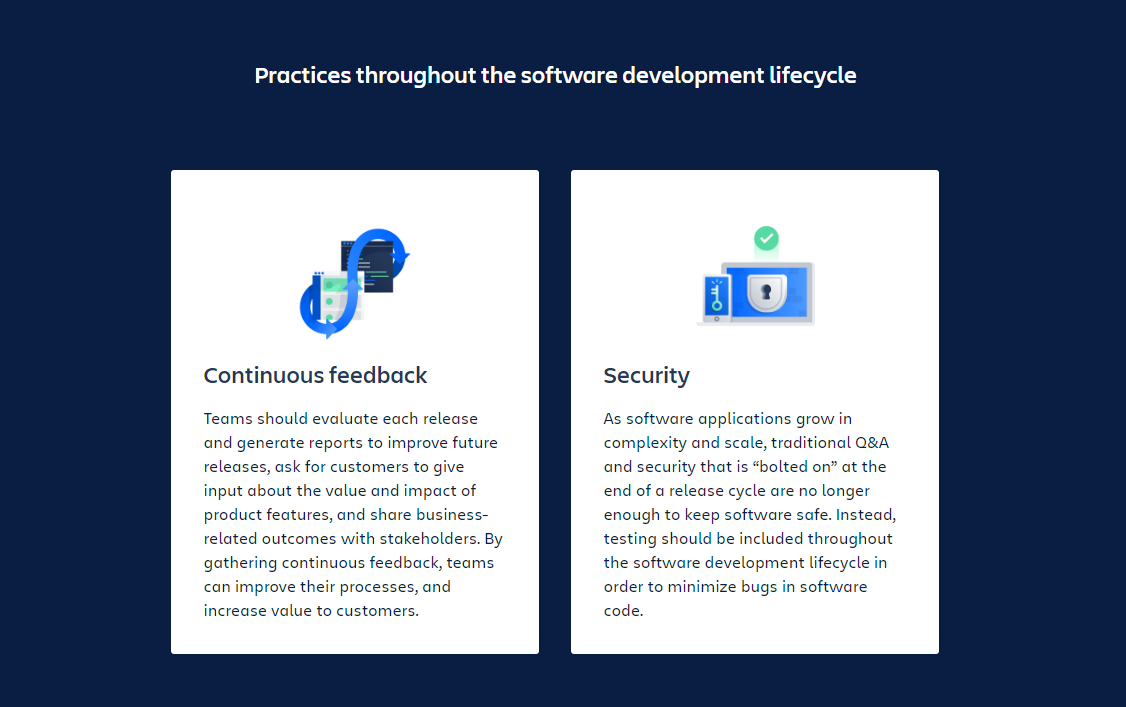 Practices throughout the software development lifecycle
Continuous feedback
Teams should evaluate each release
and generate reports to improve future
releases, ask for customers to give
input about the value and impact of
product features, and share business-
related outcomes with stakeholders. By
gathering continuous feedback, teams
can improve their processes, and
increase value to customers.
Security
As software applications grow in
complexity and scale, traditional Q&A
and security that is “bolted on” at the
end of a release cycle are no longer
enough to keep software safe. Instead,
testing should be included throughout
the software development lifecycle in
order to minimize bugs in software
code.